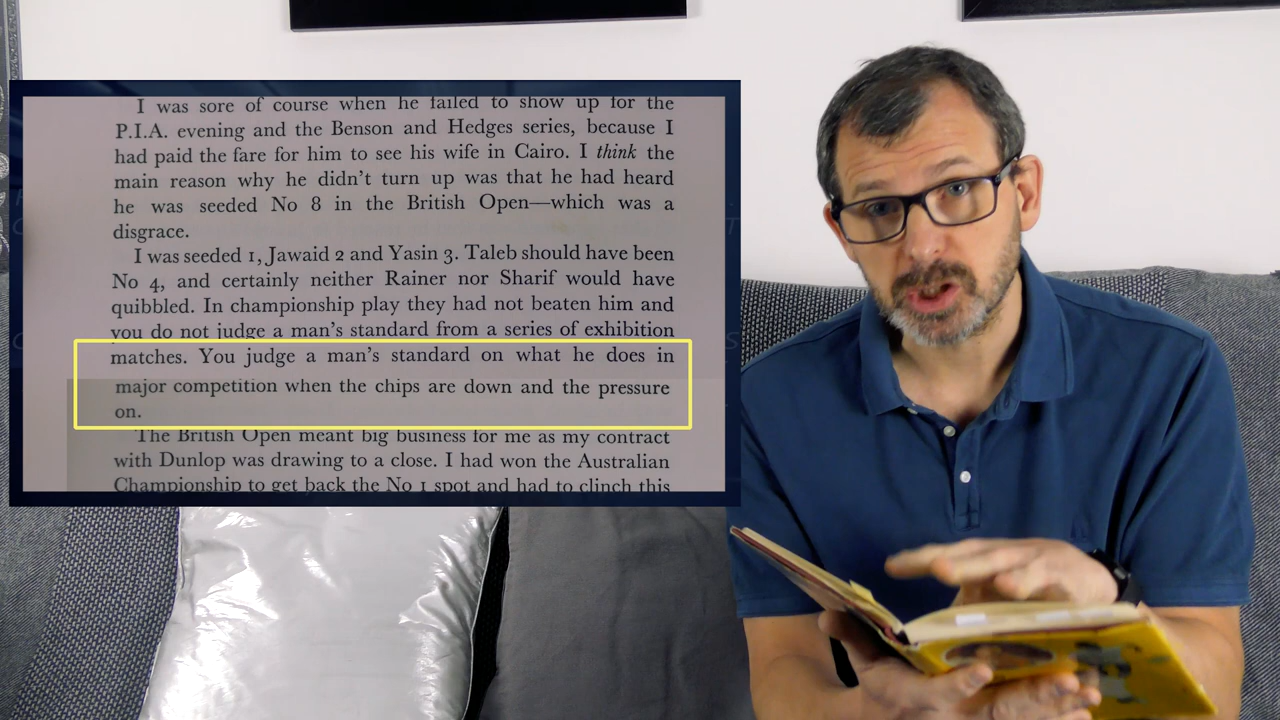 I was sore of course when he failed to show up for the
P.I.A. evening and the Benson and Hedges series, because I
had paid the fare for him to see his wife in Cairo. I think the
main reason why he didn't turn up was that he had heard
he was seeded No 8 in the British Open—which was a
disgrace.
I was seeded 1, Jawaid 2 and Yasin 3. Taleb should have been
No 4, and certainly neither Rainer nor Sharif would have
quibbled. In championship play they had not beaten him and
you do not judge a man's standard from a series of exhibition
matches. You judge a man's standard on what he does in
major competition when the chips are down and the pressure
on.
The British Open meant big business for me as my contract
with Dunlop was drawing to a close. I had won the Australian
Championship to get back the No 1 spot and had to clinch this